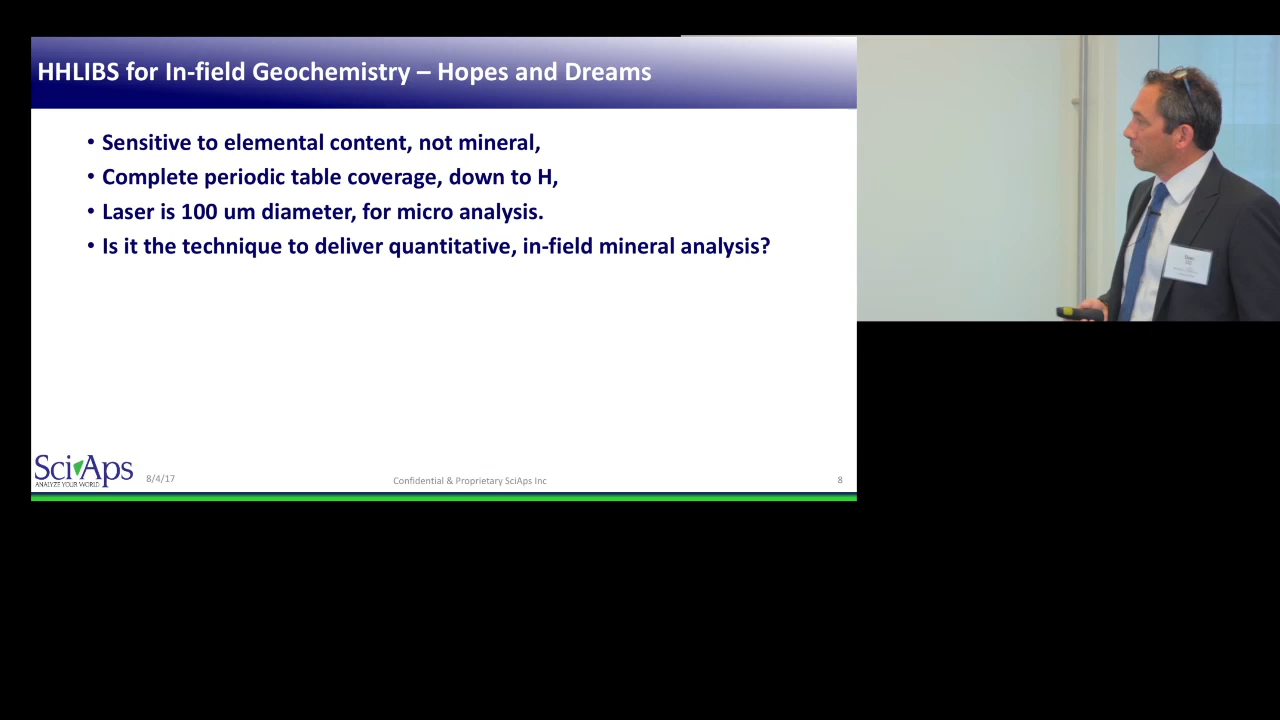 HHLIBS for In-field Geochemistry – Hopes and Dreams
• Sensitive to elemental content, not mineral,
• Complete periodic table coverage, down to H,
• Laser is 100 um diameter, for micro analysis.
• Is it the technique to deliver quantitative, in-field mineral analysis?
SciAps
ANALYZE YOUR WORLD
8/4/17
Confidential & Proprietary SciAps Inc
8